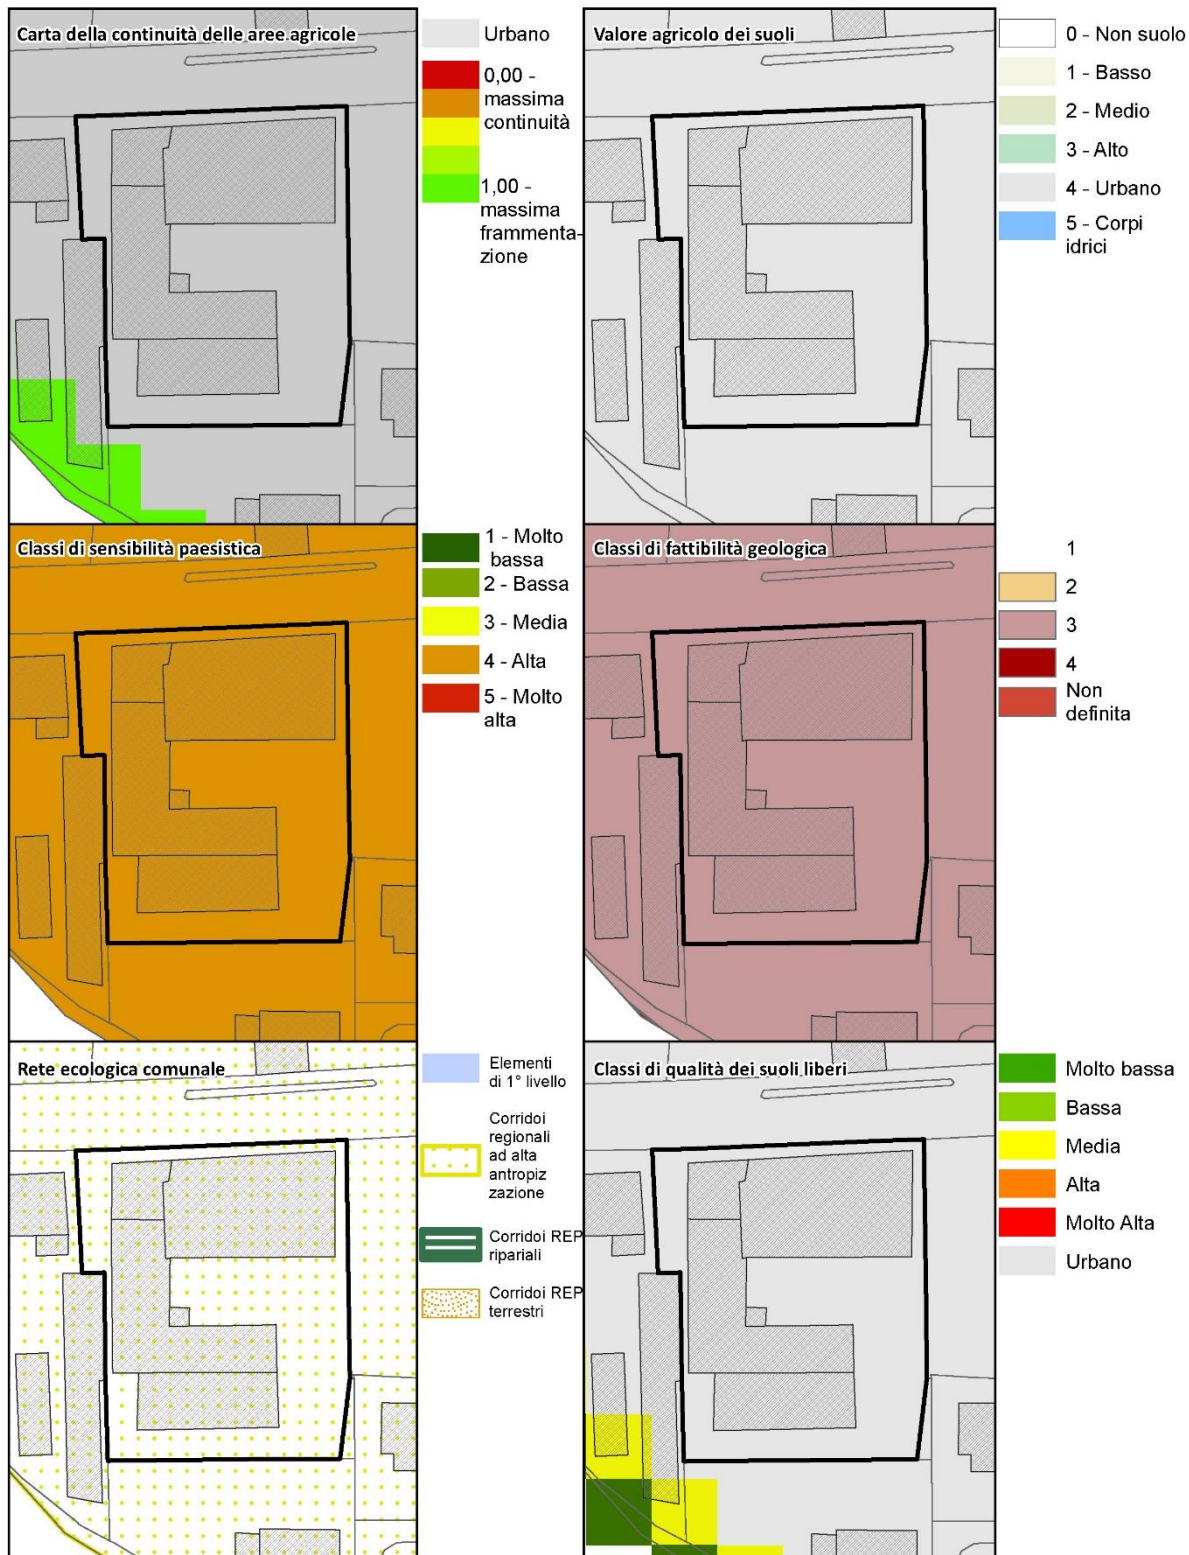 Carta della continuità delle aree agricole
Urbano
0,00 -
massima
continuità
1,00 -
massima
frammenta-
zione
Valore agricolo dei suoli
0 - Non suolo
1 - Basso
2 - Medio
3 - Alto
4 - Urbano
5 - Corpi
idrici
Classi di sensibilità paesistica
1 - Molto
bassa
2 - Bassa
3 - Media
4 - Alta
5 - Molto
alta
Classi di fattibilità geologica
1
2
3
4
Non
definita
Rete ecologica comunale
Elementi
di 1° livello
Corridoi
regionali
ad alta
antropiz
zazione
Corridoi REP
ripariali
Corridoi REP
terrestri
Classi di qualità dei suoli liberi
Molto bassa
Bassa
Media
Alta
Molto Alta
Urbano